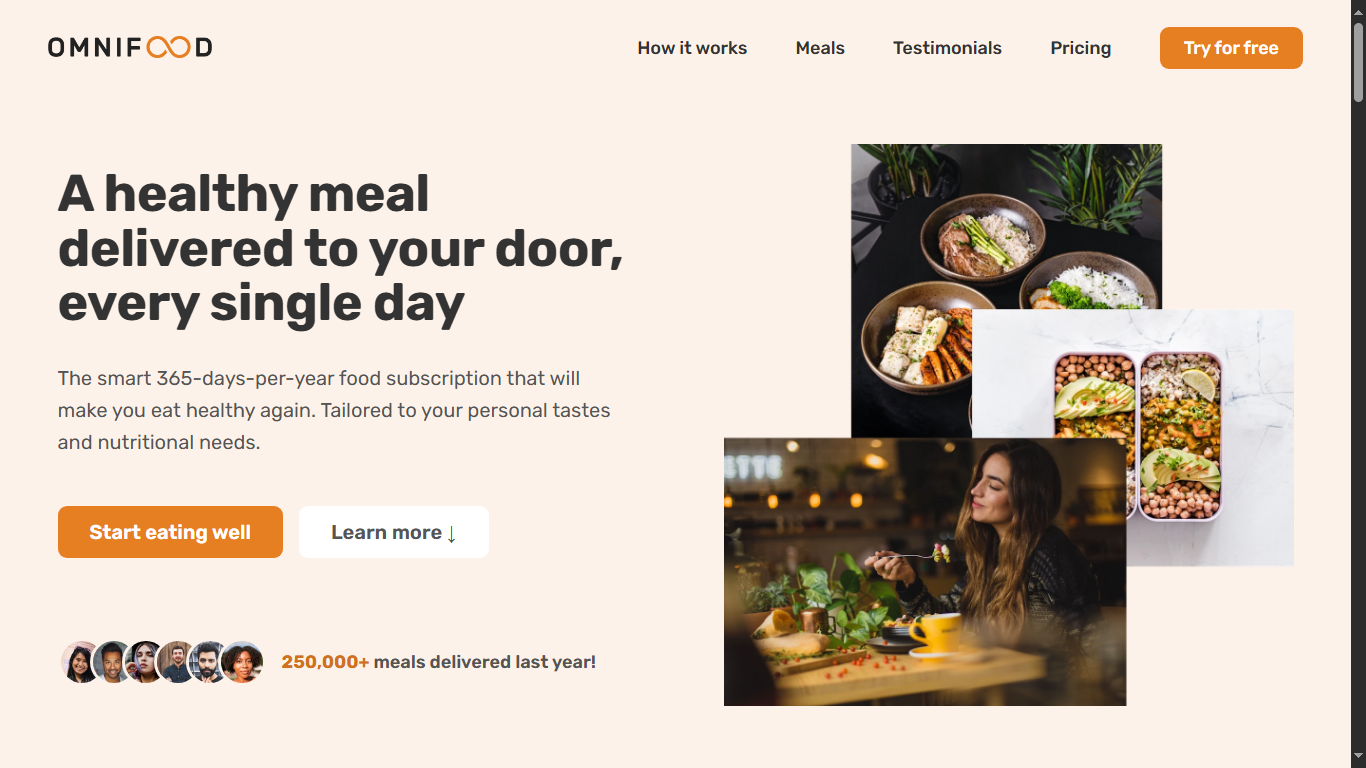 OMNIFOOD
How it works
Meals
Testimonials
Pricing
Try for free
A healthy meal
delivered to your door,
every single day
The smart 365-days-per-year food subscription that will
make you eat healthy again. Tailored to your personal tastes
and nutritional needs.
Start eating well
Learn more ↓
250,000+ meals delivered last year!